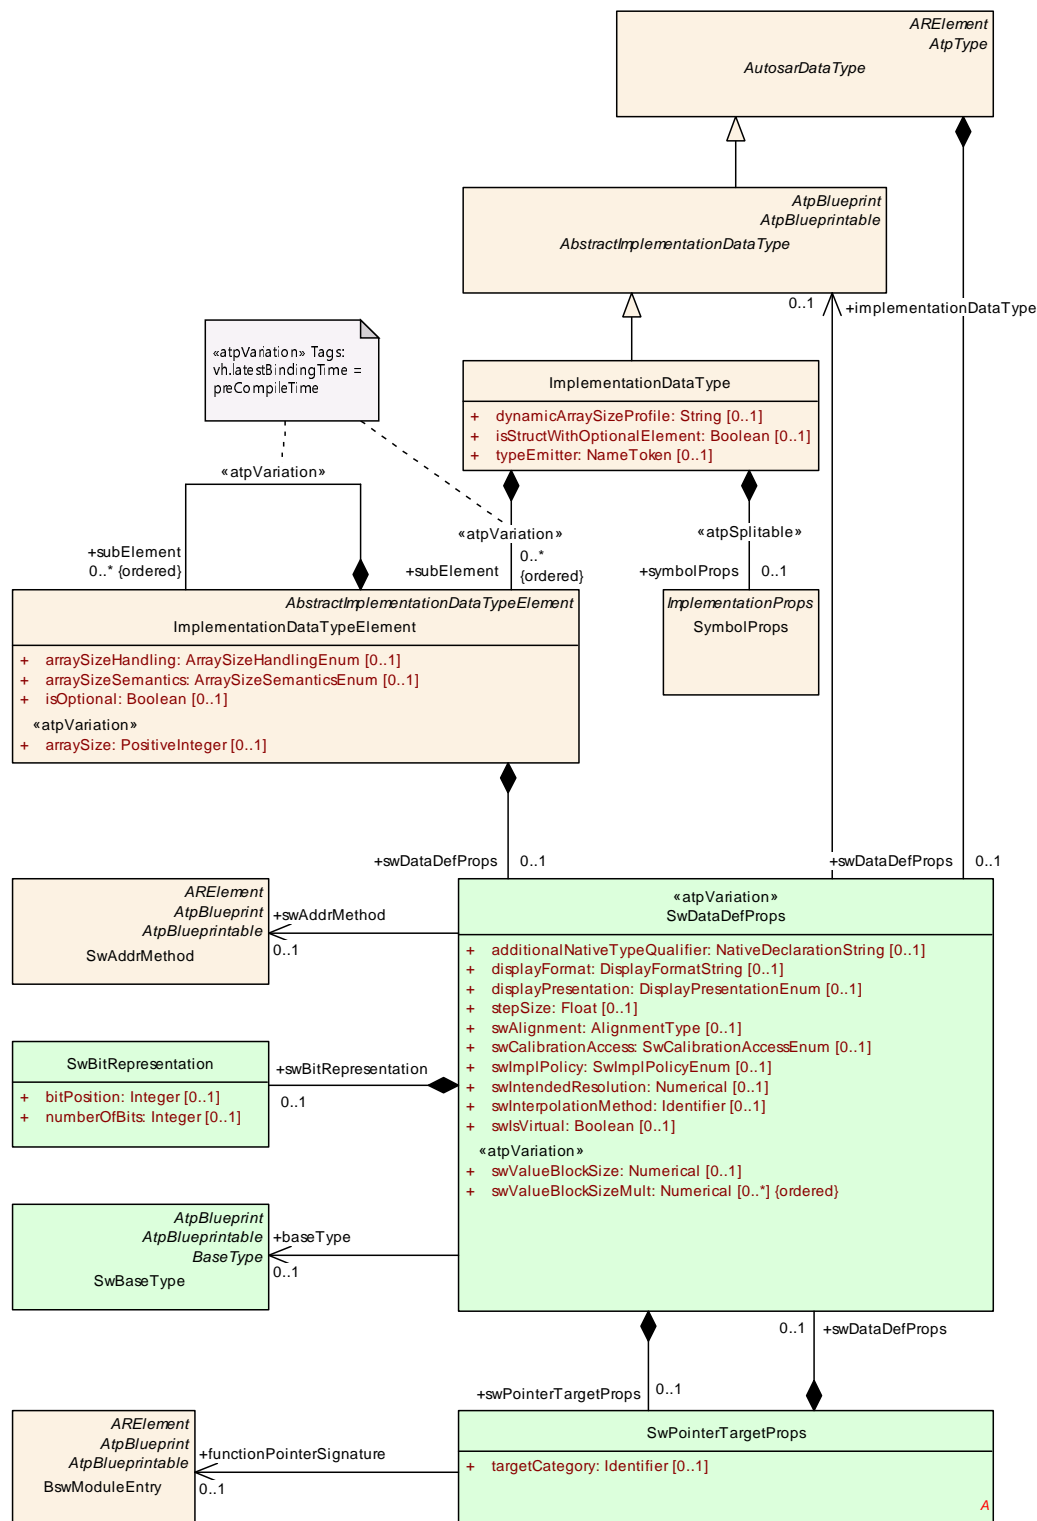 ARElement
AtpType
AutosarDataType
AtpBlueprint
AtpBlueprintable
AbstractImplementationDataType
0..1
+implementationDataType
«atpVariation» Tags:
vh.latestBindingTime =
preCompileTime
ImplementationDataType
+ dynamicArraySizeProfile: String [0..1]
+ isStructWithOptionalElement: Boolean [0..1]
+ typeEmitter: NameToken [0..1]
«atpVariation»
«atpVariation»
«atpSplitable»
+subElement
0..* {ordered}
+subElement
0..*
{ordered}
+symbolProps
0..1
AbstractImplementationDataTypeElement
ImplementationDataTypeElement
+ arraySizeHandling: ArraySizeHandlingEnum [0..1]
+ arraySizeSemantics: ArraySizeSemanticsEnum [0..1]
+ isOptional: Boolean [0..1]
«atpVariation»
+ arraySize: PositiveInteger [0..1]
ImplementationProps
SymbolProps
+swDataDefProps
0..1
+swDataDefProps
0..1
ARElement
AtpBlueprint
AtpBlueprintable
SwAddrMethod
+swAddrMethod
0..1
«atpVariation»
SwDataDefProps
+ additionalNativeTypeQualifier: NativeDeclarationString [0..1]
+ displayFormat: DisplayFormatString [0..1]
+ displayPresentation: DisplayPresentationEnum [0..1]
+ stepSize: Float [0..1]
+ swAlignment: AlignmentType [0..1]
+ swCalibrationAccess: SwCalibrationAccessEnum [0..1]
+ swImplPolicy: SwImplPolicyEnum [0..1]
+ swIntendedResolution: Numerical [0..1]
+ swInterpolationMethod: Identifier [0..1]
+ swIsVirtual: Boolean [0..1]
«atpVariation»
+ swValueBlockSize: Numerical [0..1]
+ swValueBlockSizeMult: Numerical [0..*] {ordered}
SwBitRepresentation
+ bitPosition: Integer [0..1]
+ numberOfBits: Integer [0..1]
+swBitRepresentation
0..1
AtpBlueprint
AtpBlueprintable
BaseType
SwBaseType
+baseType
0..1
+swPointerTargetProps
0..1
0..1
+swDataDefProps
ARElement
AtpBlueprint
AtpBlueprintable
BswModuleEntry
+functionPointerSignature
0..1
SwPointerTargetProps
+ targetCategory: Identifier [0..1]
A